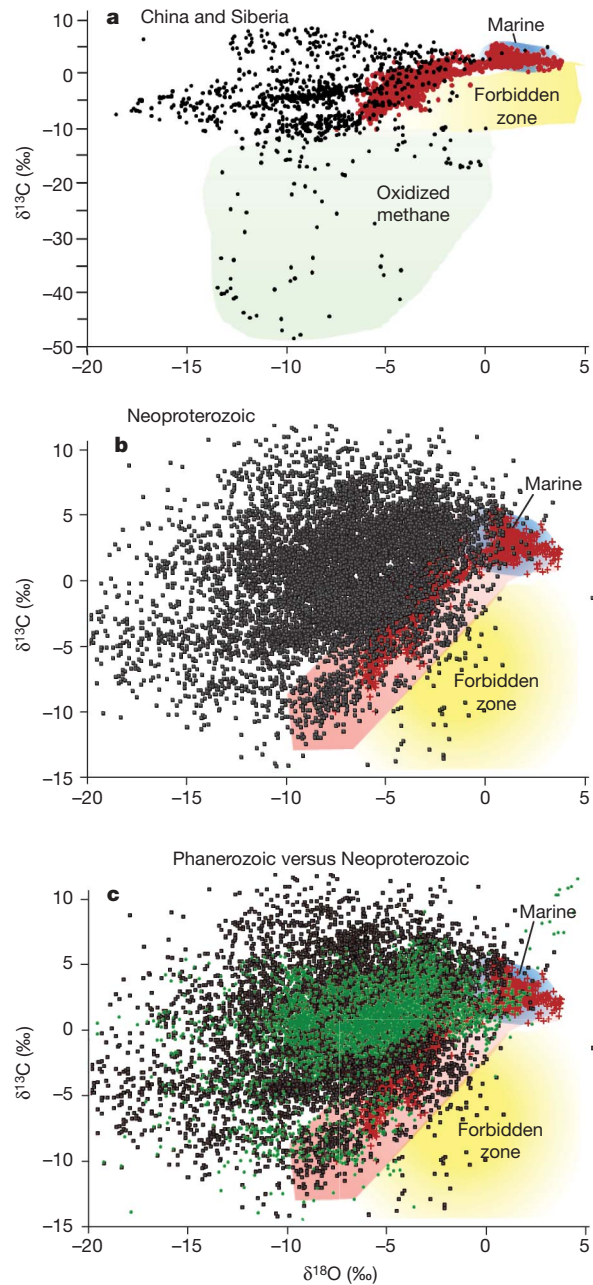 a China and Siberia
Marine
Forbidden
zone
Oxidized
methane
10
0
−10
−20
−30
−40
−50
δ13C (‰)
−20 −15 −10 −5 0 5
Neoproterozoic
b
Marine
Forbidden
zone
10
5
0
−5
−10
−15
δ13C (‰)
−20 −15 −10 −5 0 5
Phanerozoic versus Neoproterozoic
c
Marine
Forbidden
zone
10
5
0
−5
−10
−15
δ13C (‰)
−20 −15 −10 −5 0 5
δ18O (‰)